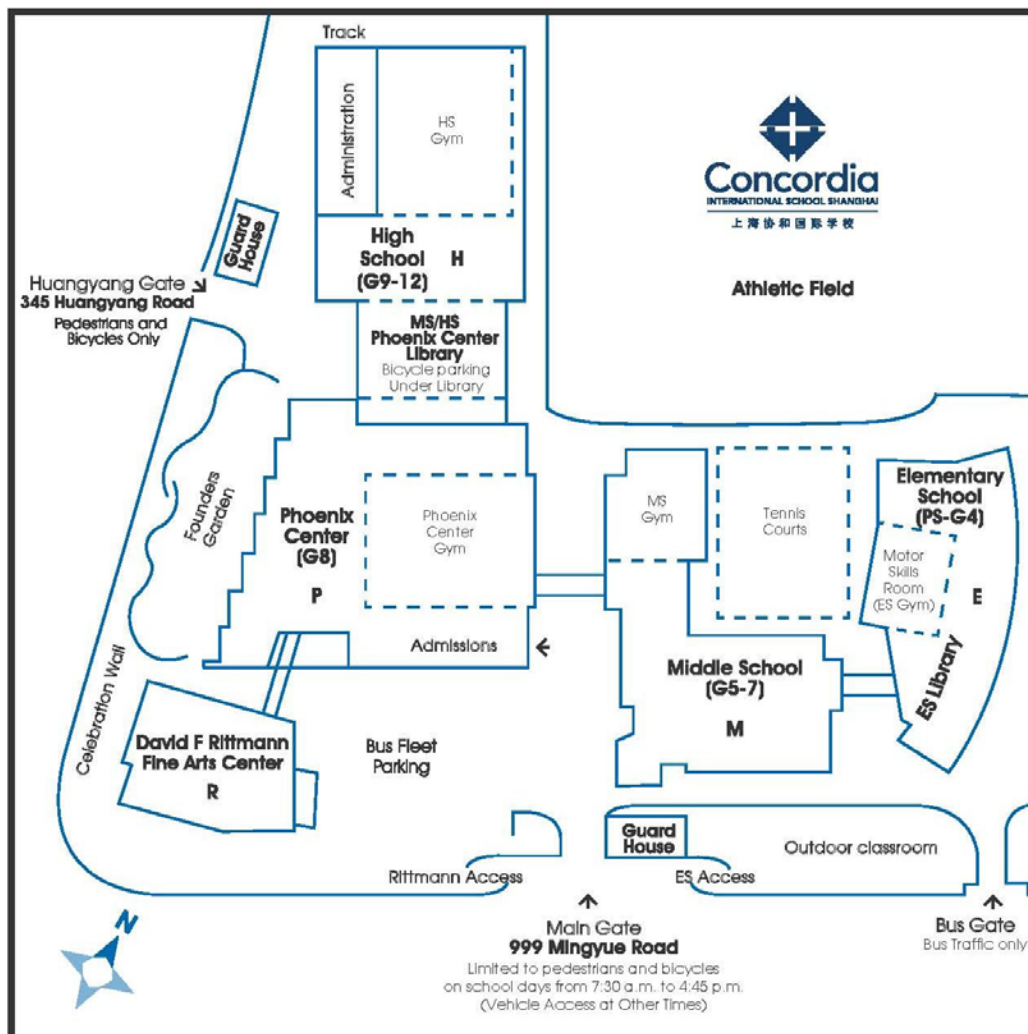 Track
Administration
HS
Gym
Concordia
INTERNATIONAL SCHOOL SHANGHAI
上海协和国际学校
Athletic Field
Guard
House
High
School H
(G9-12)
Huangyang Gate
345 Huangyang Road
Pedestrians and
Bicycles Only
MS/HS
Phoenix Center
Library
Bicycle parking
Under Library
Founders
Garden
Phoenix
Center
(G8)
P
Phoenix
Center
Gym
MS
Gym
Tennis
Courts
Elementary
School
(PS-G4)
Motor
Skills
Room
(ES Gym)
E
ES Library
Admissions
Middle School
(G5-7)
M
Celebration Wall
David F Rittmann
Fine Arts Center
R
Bus Fleet
Parking
Guard
House
Outdoor classroom
Rittmann Access
ES Access
N
Main Gate
999 Mingyue Road
Limited to pedestrians and bicycles
on school days from 7:30 a.m. to 4:45 p.m.
(Vehicle Access at Other Times)
Bus Gate
Bus Traffic only